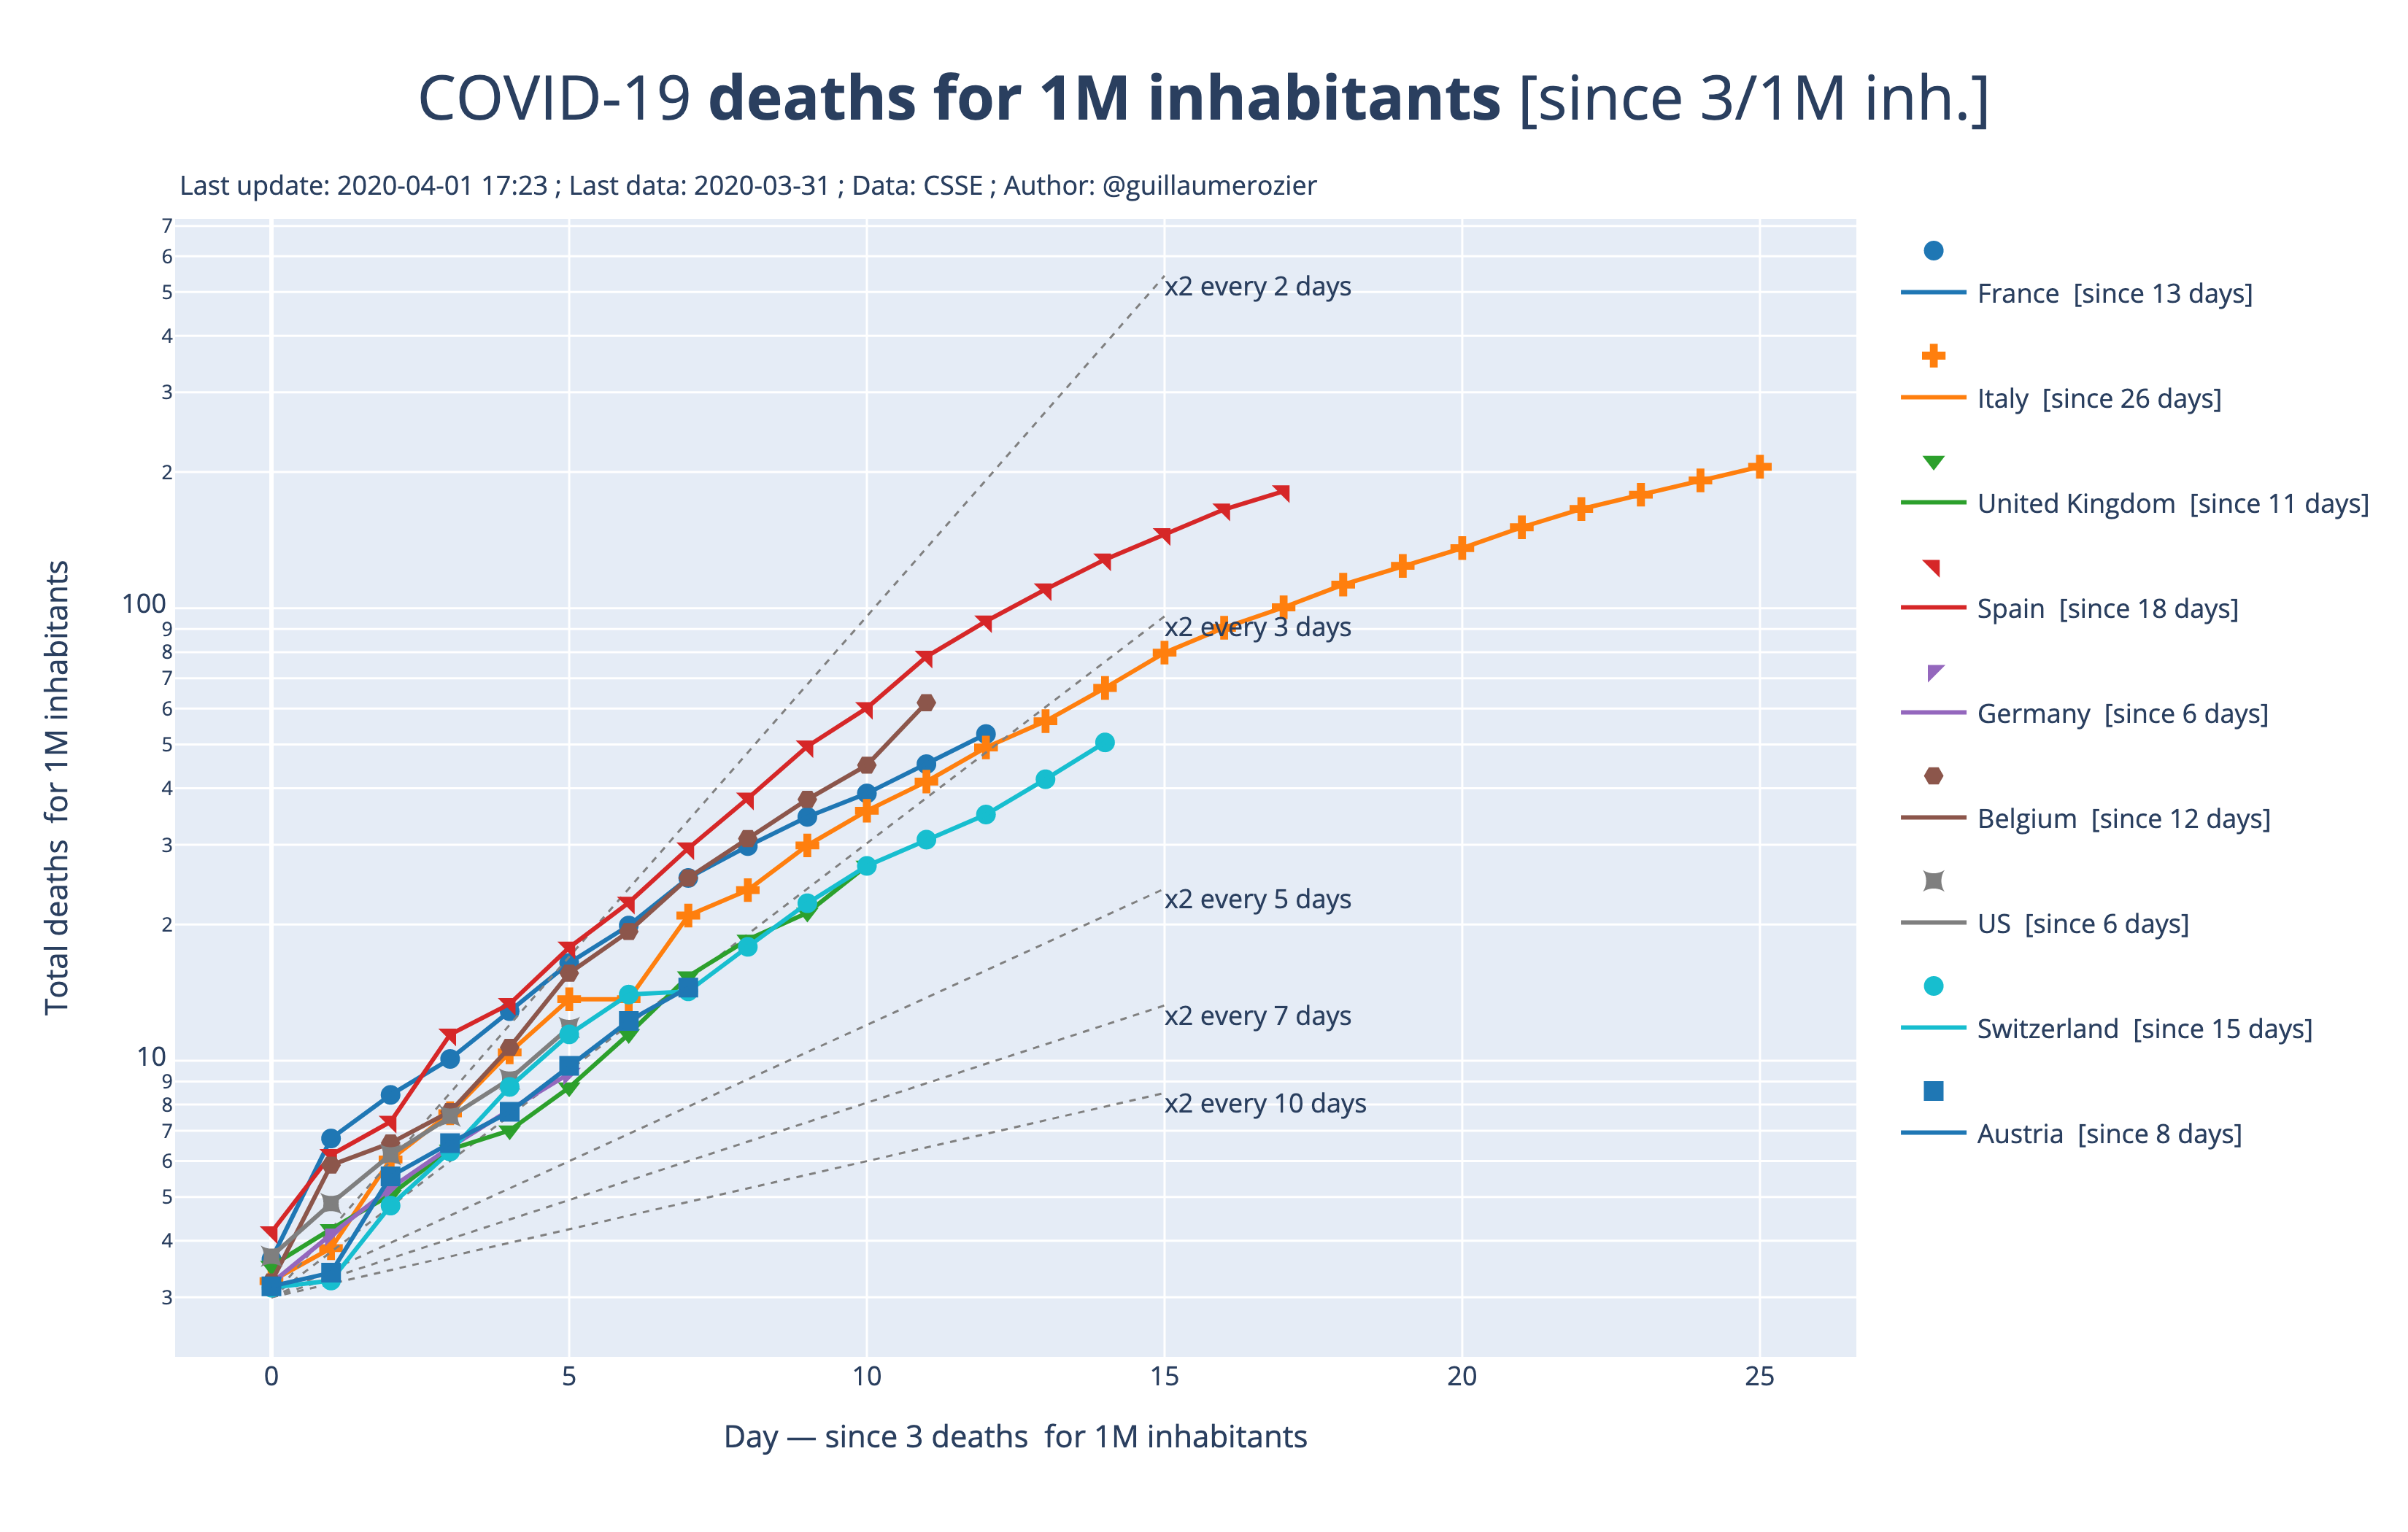 COVID-19 deaths for 1M inhabitants [since 3/1M inh.]
Last update: 2020-04-01 17:23 ; Last data: 2020-03-31 ; Data: CSSE ; Author: @guillaumerozier
7
6
5
4
3
2
100
9
8
7
6
5
4
3
2
10
9
8
7
6
5
4
3
Total deaths for 1M inhabitants
x2 every 2 days
x2 every 3 days
x2 every 5 days
x2 every 7 days
x2 every 10 days
0 5 10 15 20 25
Day — since 3 deaths for 1M inhabitants
France [since 13 days]
Italy [since 26 days]
United Kingdom [since 11 days]
Spain [since 18 days]
Germany [since 6 days]
Belgium [since 12 days]
US [since 6 days]
Switzerland [since 15 days]
Austria [since 8 days]